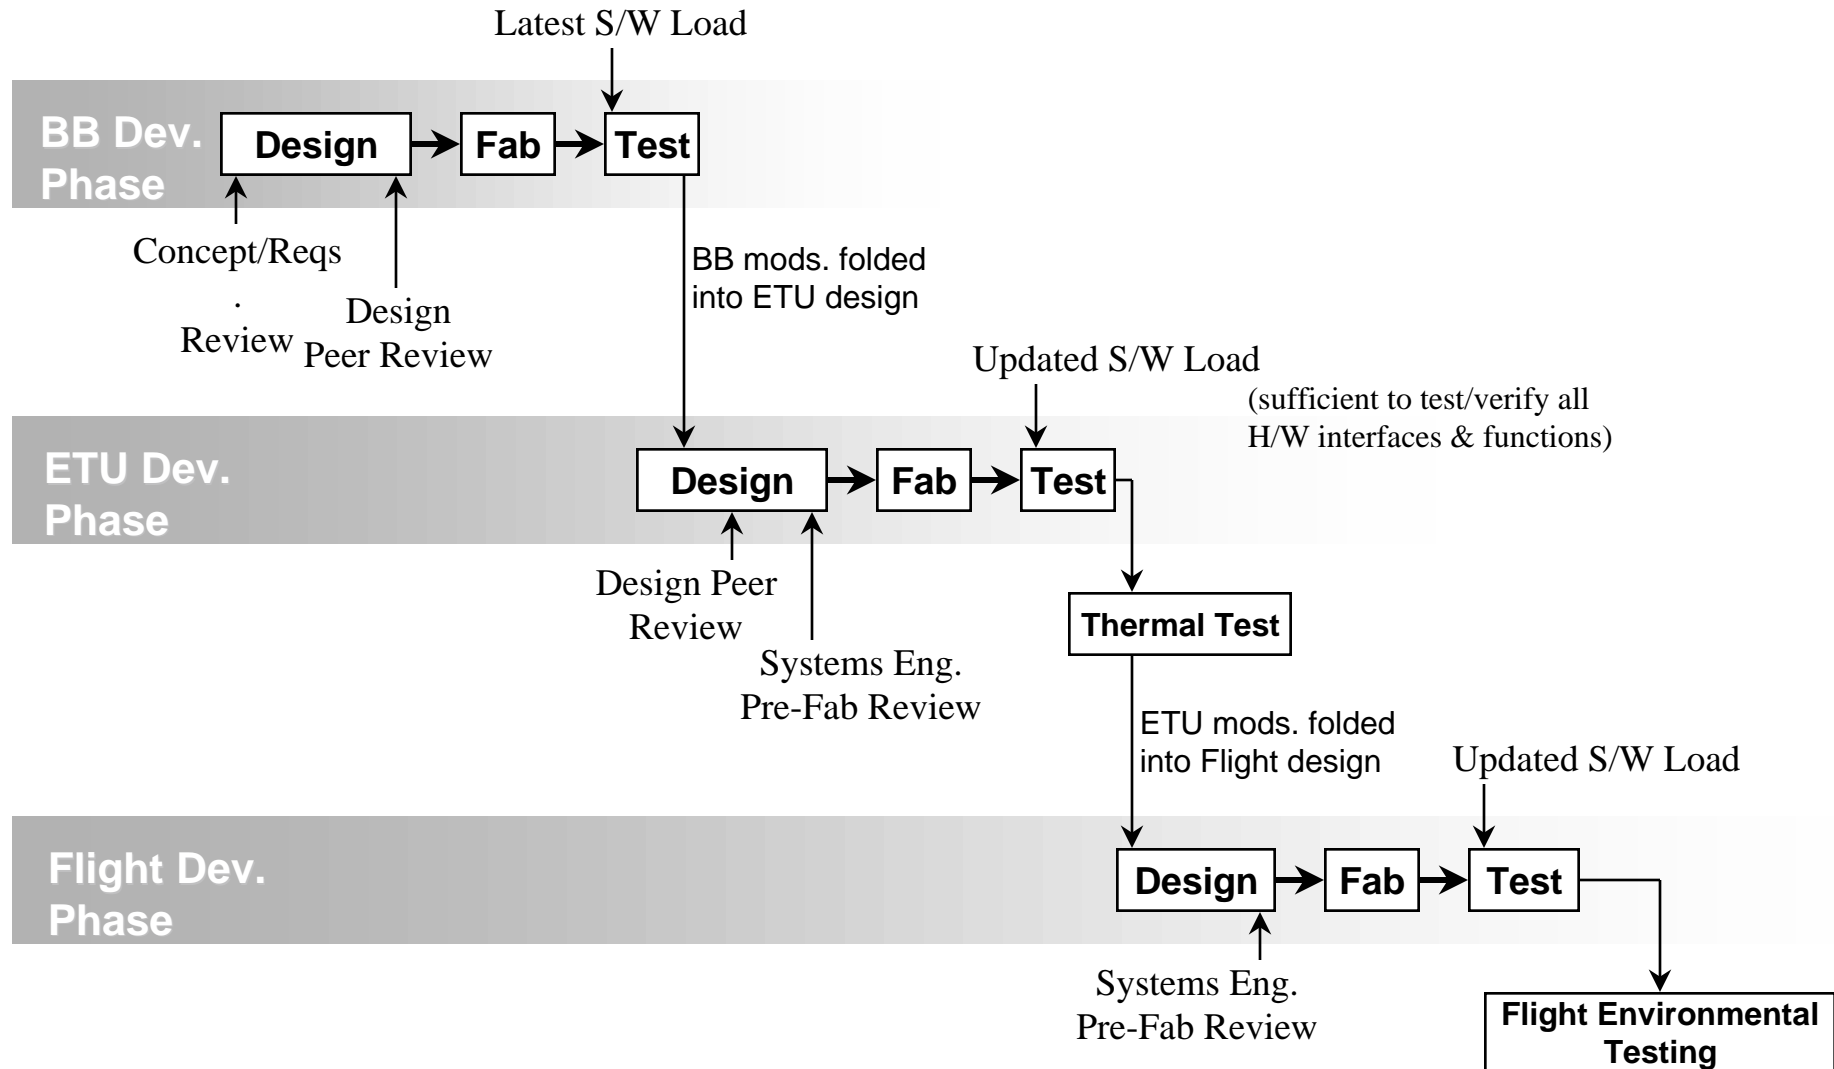 Latest S/W Load
BB Dev.
Phase
Design
Fab
Test
Concept/Reqs
.
Review
Design
Peer Review
BB mods. folded
into ETU design
Updated S/W Load
(sufficient to test/verify all
H/W interfaces & functions)
ETU Dev.
Phase
Design
Fab
Test
Design Peer
Review
Systems Eng.
Pre-Fab Review
Thermal Test
ETU mods. folded
into Flight design
Updated S/W Load
Flight Dev.
Phase
Design
Fab
Test
Systems Eng.
Pre-Fab Review
Flight Environmental
Testing